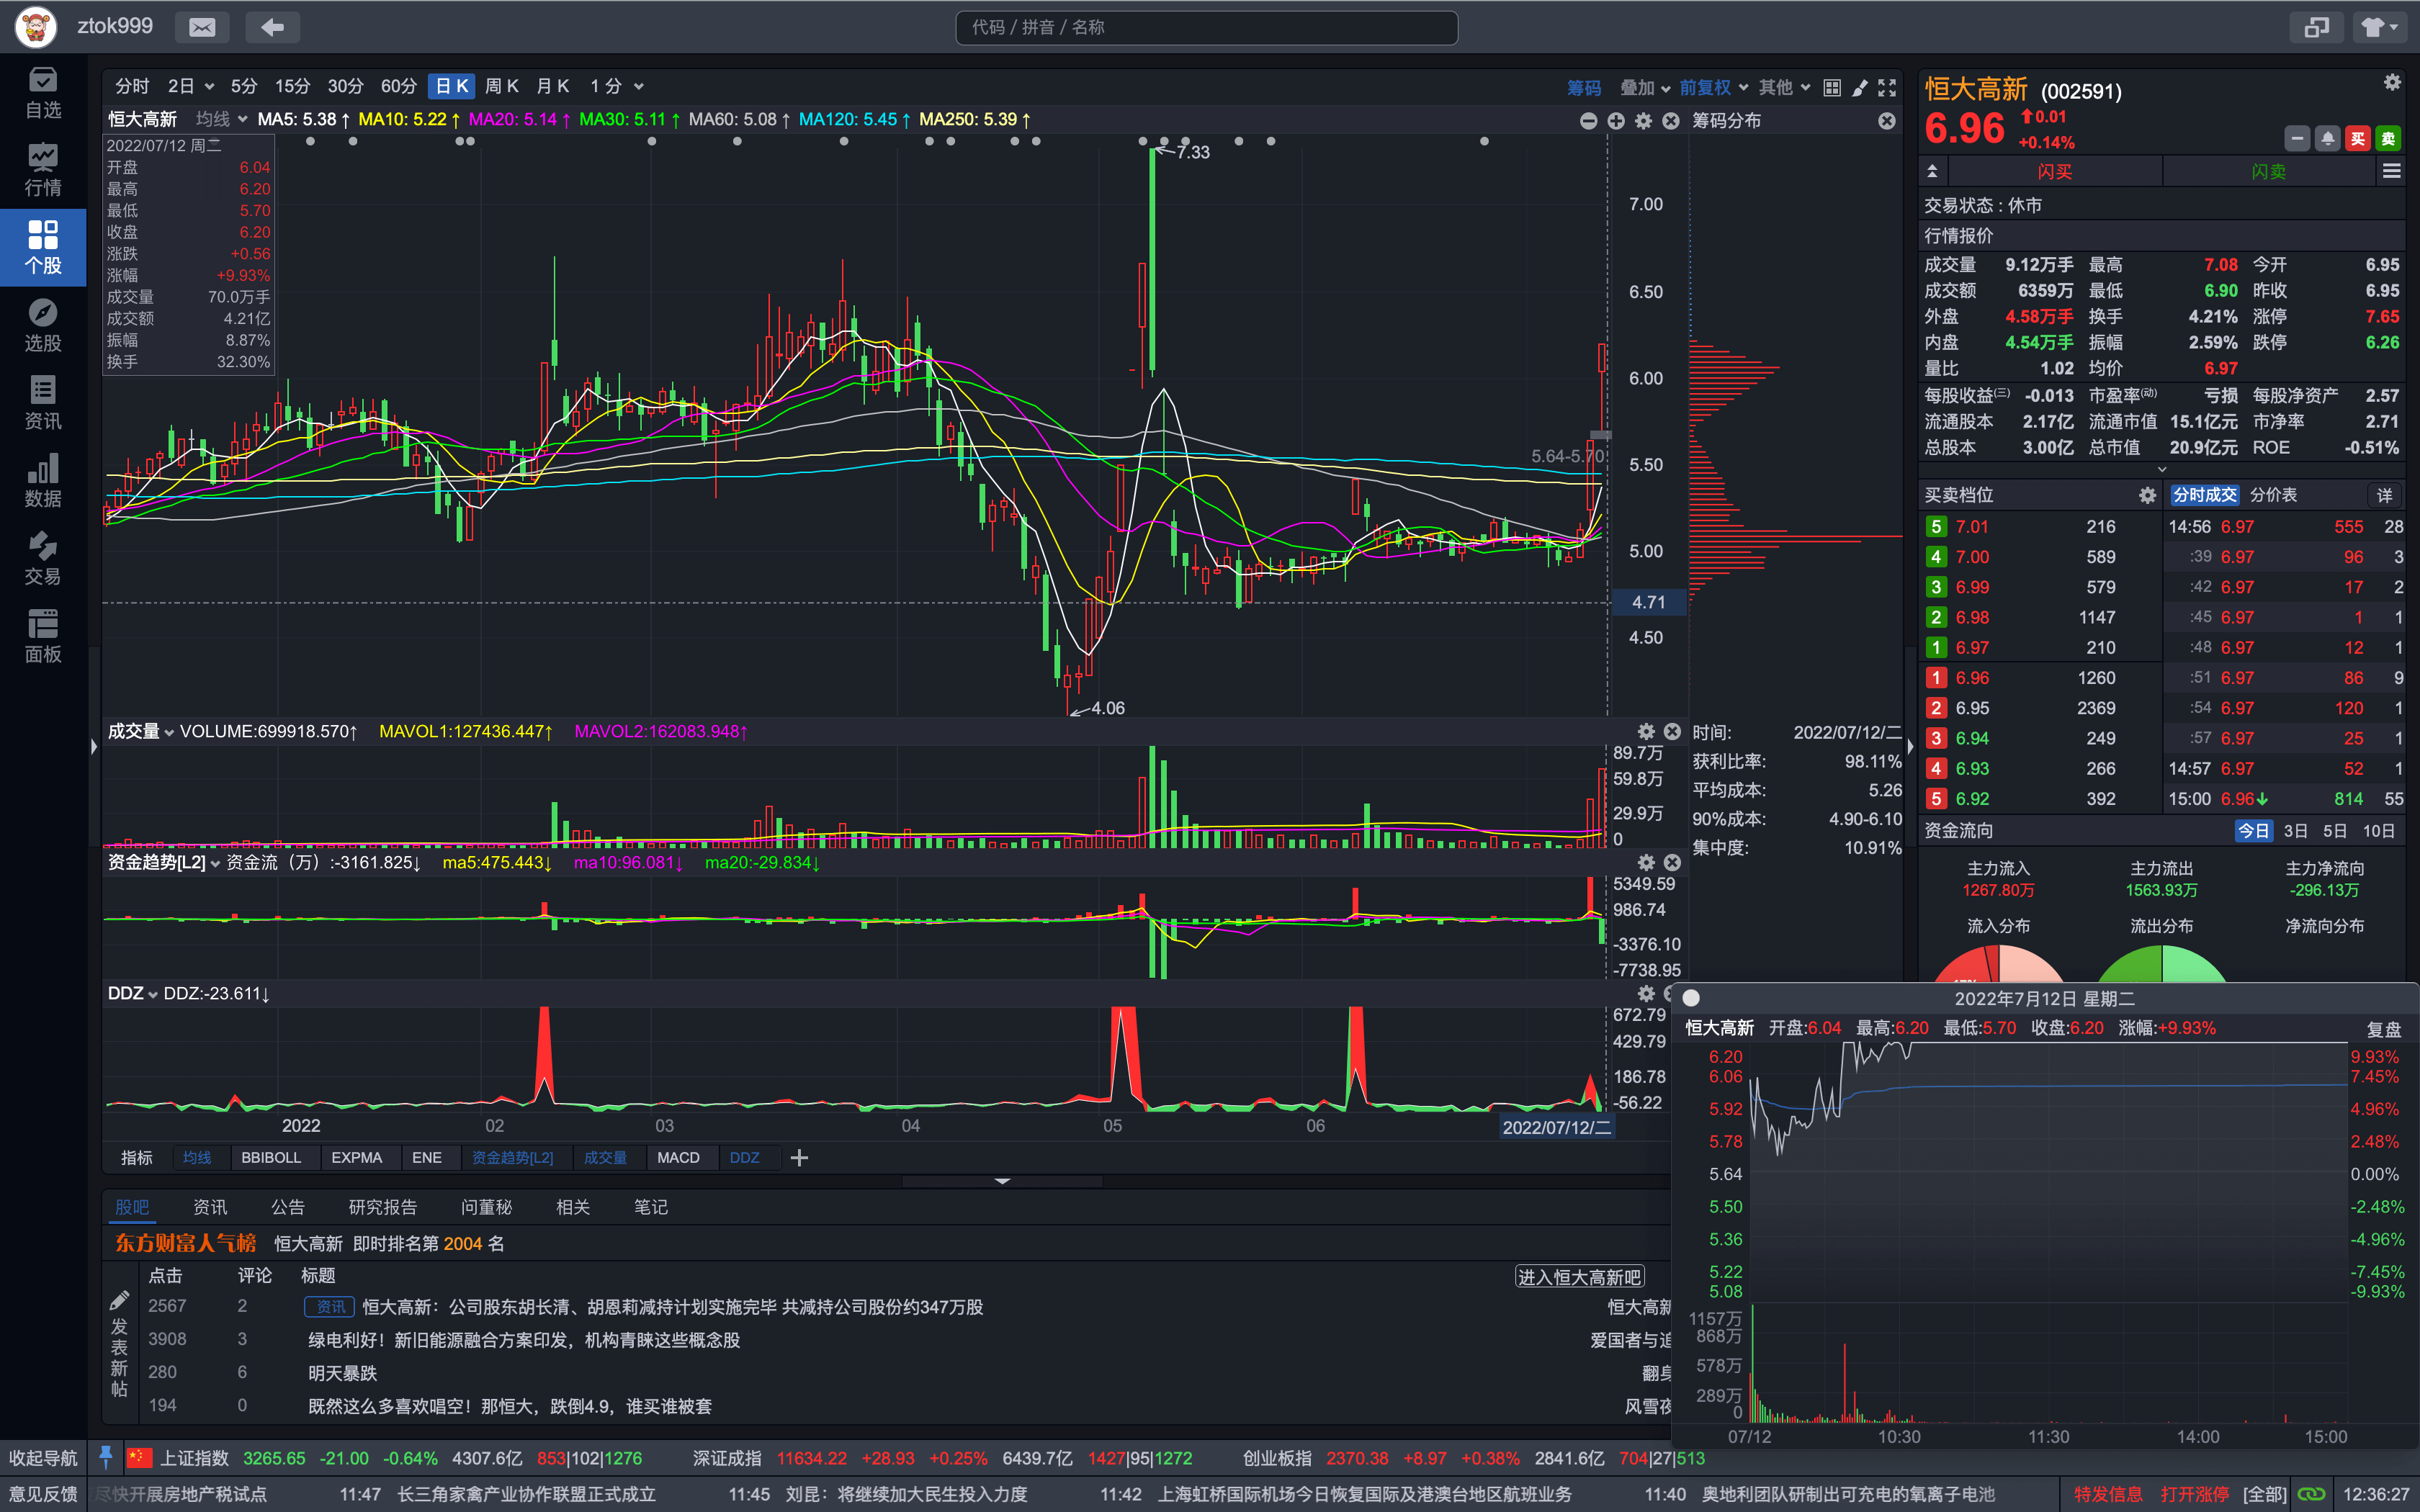 ztok999
代码 / 拼音 / 名称
自选
行情
个股
选股
资讯
数据
交易
面板
分时 2日 5分 15分 30分 60分 日K 周K 月K 1分 筹码 叠加 前复权 其他
恒大高新 均线 MA5: 5.38↑ MA10: 5.22↑ MA20: 5.14↑ MA30: 5.11↑ MA60: 5.08↑ MA120: 5.45↑ MA250: 5.39↑
筹码分布
2022/07/12 周二
开盘 6.04
最高 6.20
最低 5.70
收盘 6.20
涨跌 +0.56
涨幅 +9.93%
成交量 70.0万手
成交额 4.21亿
振幅 8.87%
换手 32.30%
7.33
7.00
6.50
6.00
5.64-5.70
5.50
5.00
4.71
4.50
4.06
成交量 VOLUME:699918.570↑ MAVOL1:127436.447↑ MAVOL2:162083.948↑
89.7万
59.8万
29.9万
0
资金趋势[L2] 资金流（万）:-3161.825↓ ma5:475.443↓ ma10:96.081↓ ma20:-29.834↓
5349.59
986.74
-3376.10
-7738.95
DDZ DDZ:-23.611↓
672.79
429.79
186.78
-56.22
2022 02 03 04 05 06 2022/07/12/二
时间: 2022/07/12/二
获利比率: 98.11%
平均成本: 5.26
90%成本: 4.90-6.10
集中度: 10.91%
指标 均线 BBIBOLL EXPMA ENE 资金趋势[L2] 成交量 MACD DDZ
股吧 资讯 公告 研究报告 问董秘 相关 笔记
东方财富人气榜 恒大高新 即时排名第 2004 名
点击 评论 标题 进入恒大高新吧
2567 2 资讯 恒大高新：公司股东胡长清、胡恩莉减持计划实施完毕 共减持公司股份约347万股 恒大高新
3908 3 绿电利好！新旧能源融合方案印发，机构青睐这些概念股 爱国者与追
280 6 明天暴跌 翻身
194 0 既然这么多喜欢唱空！那恒大，跌倒4.9，谁买谁被套 风雪夜
发表新帖
恒大高新 (002591)
6.96 0.01
+0.14%
买 卖
闪买 闪卖
交易状态 : 休市
行情报价
成交量 9.12万手 最高 7.08 今开 6.95
成交额 6359万 最低 6.90 昨收 6.95
外盘 4.58万手 换手 4.21% 涨停 7.65
内盘 4.54万手 振幅 2.59% 跌停 6.26
量比 1.02 均价 6.97
每股收益(三) -0.013 市盈率(动) 亏损 每股净资产 2.57
流通股本 2.17亿 流通市值 15.1亿元 市净率 2.71
总股本 3.00亿 总市值 20.9亿元 ROE -0.51%
买卖档位 分时成交 分价表 详
5 7.01 216 14:56 6.97 555 28
4 7.00 589 :39 6.97 96 3
3 6.99 579 :42 6.97 17 2
2 6.98 1147 :45 6.97 1 1
1 6.97 210 :48 6.97 12 1
1 6.96 1260 :51 6.97 86 9
2 6.95 2369 :54 6.97 120 1
3 6.94 249 :57 6.97 25 1
4 6.93 266 14:57 6.97 52 1
5 6.92 392 15:00 6.96↓ 814 55
资金流向 今日 3日 5日 10日
主力流入 主力流出 主力净流向
1267.80万 1563.93万 -296.13万
流入分布 流出分布 净流向分布
2022年7月12日 星期二
恒大高新 开盘:6.04 最高:6.20 最低:5.70 收盘:6.20 涨幅:+9.93% 复盘
6.20 9.93%
6.06 7.45%
5.92 4.96%
5.78 2.48%
5.64 0.00%
5.50 -2.48%
5.36 -4.96%
5.22 -7.45%
5.08 -9.93%
1157万
868万
578万
289万
0
07/12 10:30 11:30 14:00 15:00
收起导航 上证指数 3265.65 -21.00 -0.64% 4307.6亿 853|102|1276 深证成指 11634.22 +28.93 +0.25% 6439.7亿 1427|95|1272 创业板指 2370.38 +8.97 +0.38% 2841.6亿 704|27|513
意见反馈 尽快开展房地产税试点 11:47 长三角家禽产业协作联盟正式成立 11:45 刘昆：将继续加大民生投入力度 11:42 上海虹桥国际机场今日恢复国际及港澳台地区航班业务 11:40 奥地利团队研制出可充电的氧离子电池 特发信息 打开涨停 [全部] 12:36:27